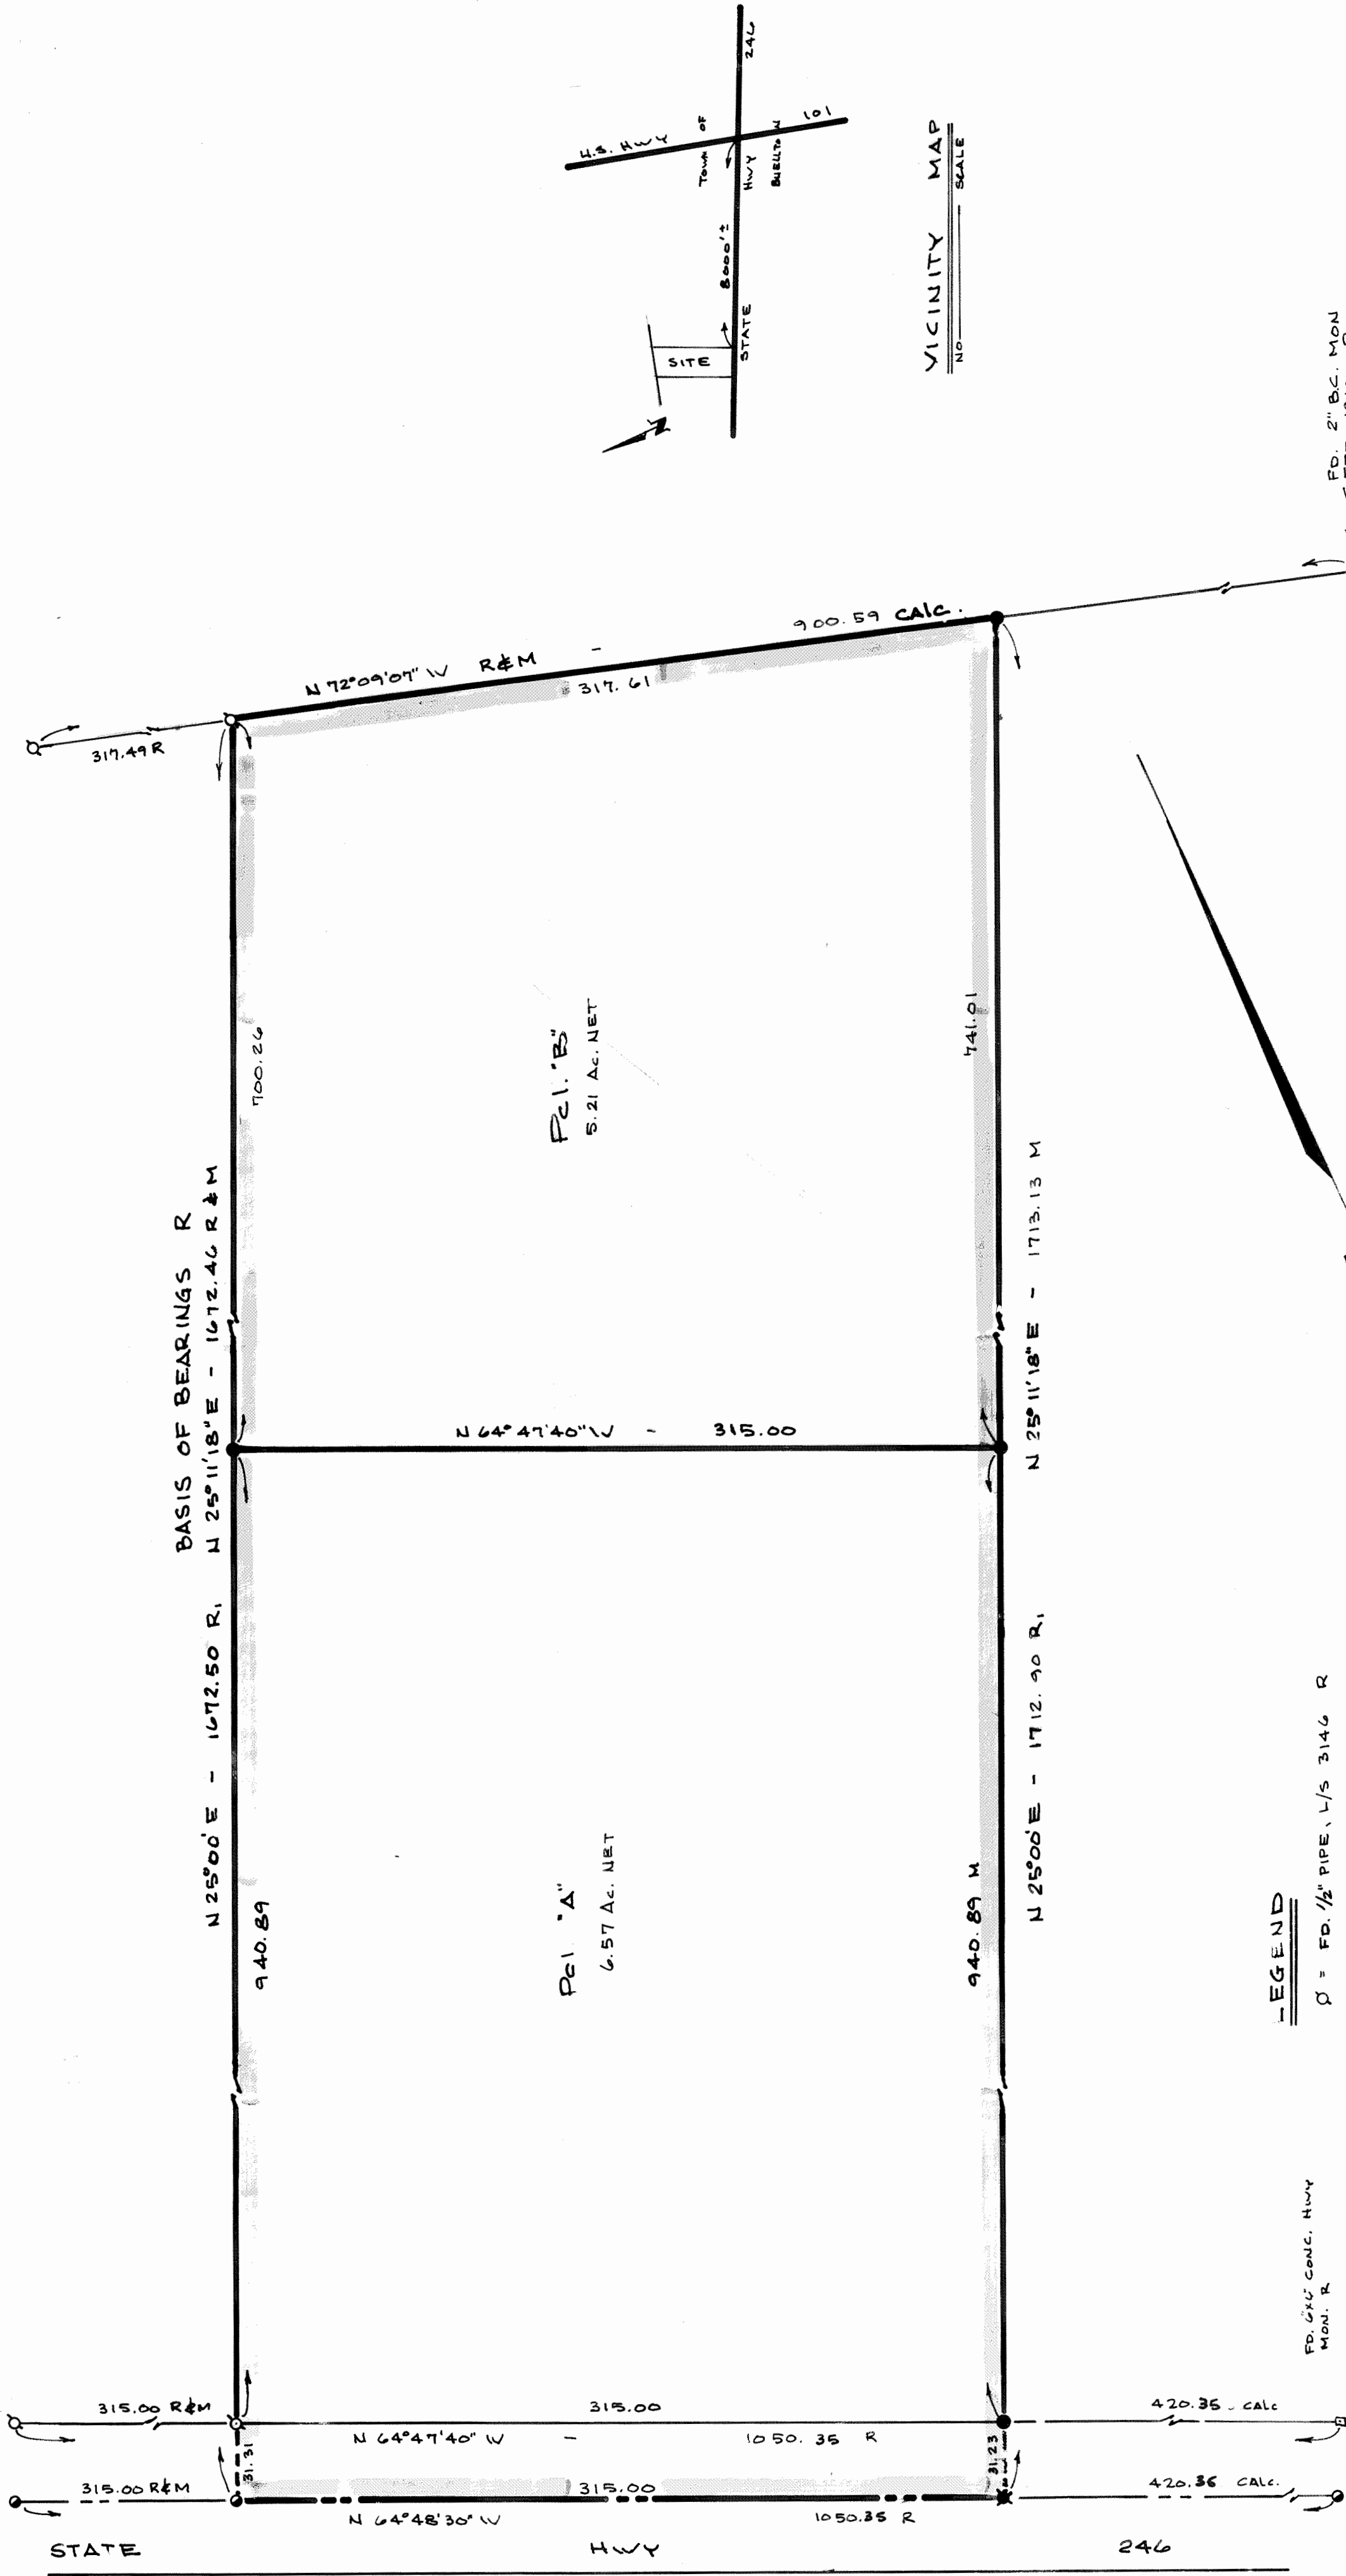 246
U.S. HWY
101
TOWN OF
HWY
BUELLTON
8000'±
STATE
SITE
VICINITY MAP
NO SCALE
FD. 2" B.C. MON
900.59 CALC.
N 72°09'07" W R&M -
317.61
317.49 R
700.26
741.01
Pcl. "B"
5.21 Ac. NET
BASIS OF BEARINGS R
N 25°11'18" E - 1672.46 R & M
N 25°11'18" E - 1713.13 M
N 64°47'40" W - 315.00
N 25°00' E - 1672.50 R,
N 25°00' E - 1712.90 R,
940.89
940.89 M
Pcl "A"
6.57 Ac. NET
-EGEND
Ø = FD. 1/2" PIPE, L/S 3146 R
FD. 6"x6" CONC. HWY
MON. R
315.00 R&M
315.00
420.35 - CALC
N 64°47'40" W - 1050.35 R
31.31
31.23
315.00 R&M
315.00
420.36 CALC.
N 64°48'30" W
1050.35 R
STATE HWY 246